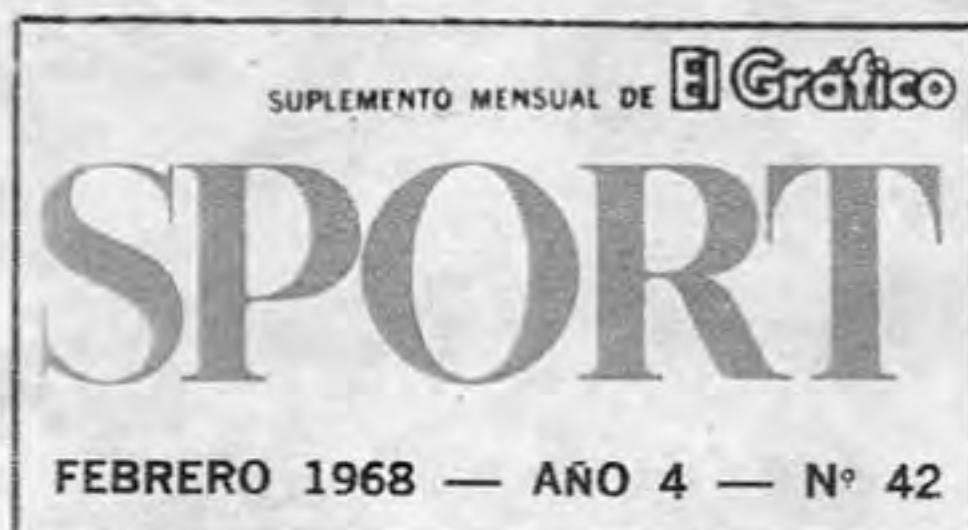 SUPLEMENTO MENSUAL DE El Gráfico
SPORT
FEBRERO 1968 — AÑO 4 — Nº 42